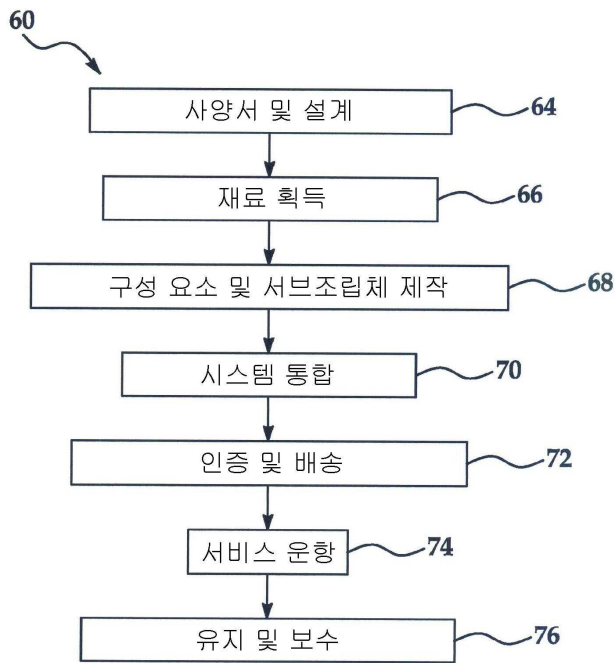 60
사양서 및 설계 64
재료 획득 66
구성 요소 및 서브조립체 제작 68
시스템 통합 70
인증 및 배송 72
서비스 운항 74
유지 및 보수 76